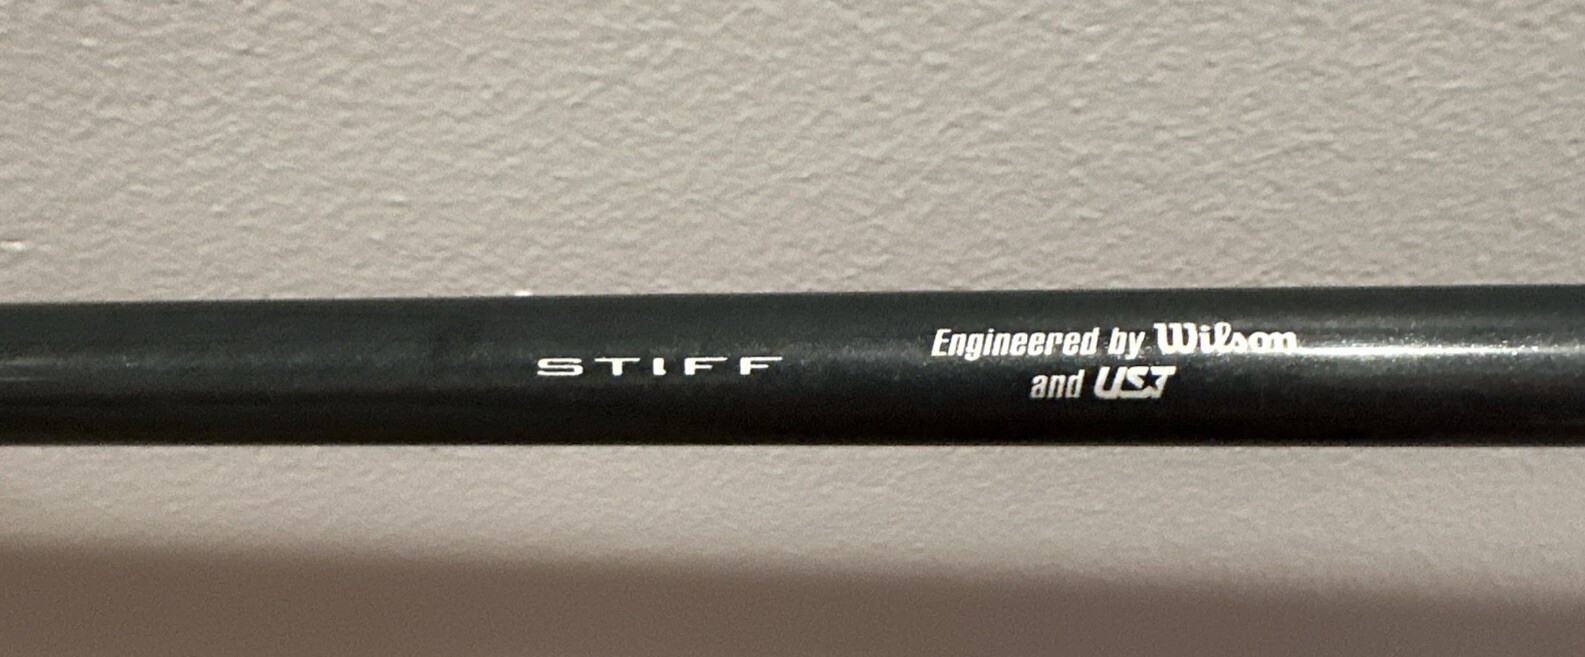 STIFF
Engineered by Wilson
and UST